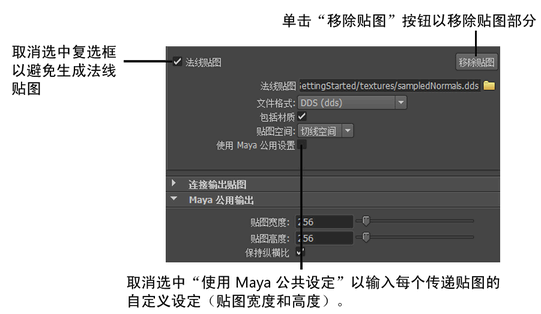 单击“移除贴图”按钮以移除贴图部分
取消选中复选框
以避免生成法线
贴图
法线贴图
移除贴图
法线贴图 ettingStarted/textures/sampledNormals.dds
文件格式: DDS (dds)
包括材质
贴图空间: 切线空间
使用 Maya 公用设置
连接输出贴图
Maya 公用输出
贴图宽度: 256
贴图高度: 256
保持纵横比
取消选中“使用 Maya 公共设定”以输入每个传递贴图的
自定义设定（贴图宽度和高度）。